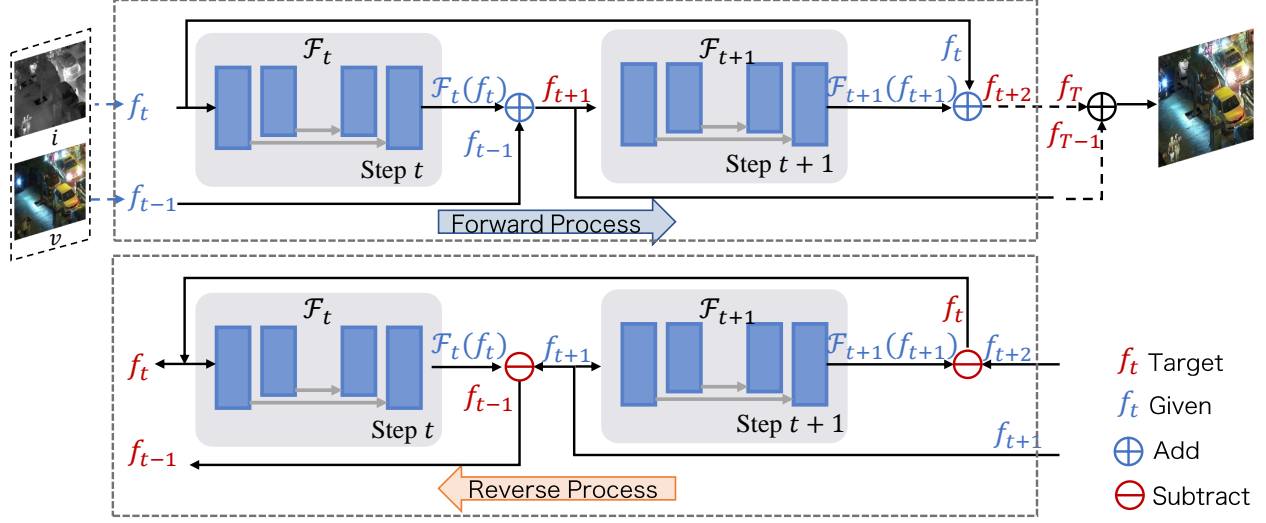 ℱₜ
ℱₜ₊₁
fₜ
i
fₜ
ℱₜ(fₜ)
fₜ₊₁
ℱₜ₊₁(fₜ₊₁)
fₜ₊₂
f_T
fₜ₋₁
f_{T−1}
Step t
Step t + 1
v
fₜ₋₁
Forward Process
ℱₜ
ℱₜ₊₁
fₜ
fₜ
ℱₜ(fₜ)
fₜ₊₁
ℱₜ₊₁(fₜ₊₁)
fₜ₊₂
fₜ₋₁
Step t
Step t + 1
fₜ₊₁
fₜ₋₁
Reverse Process
fₜ Target
fₜ Given
Add
Subtract